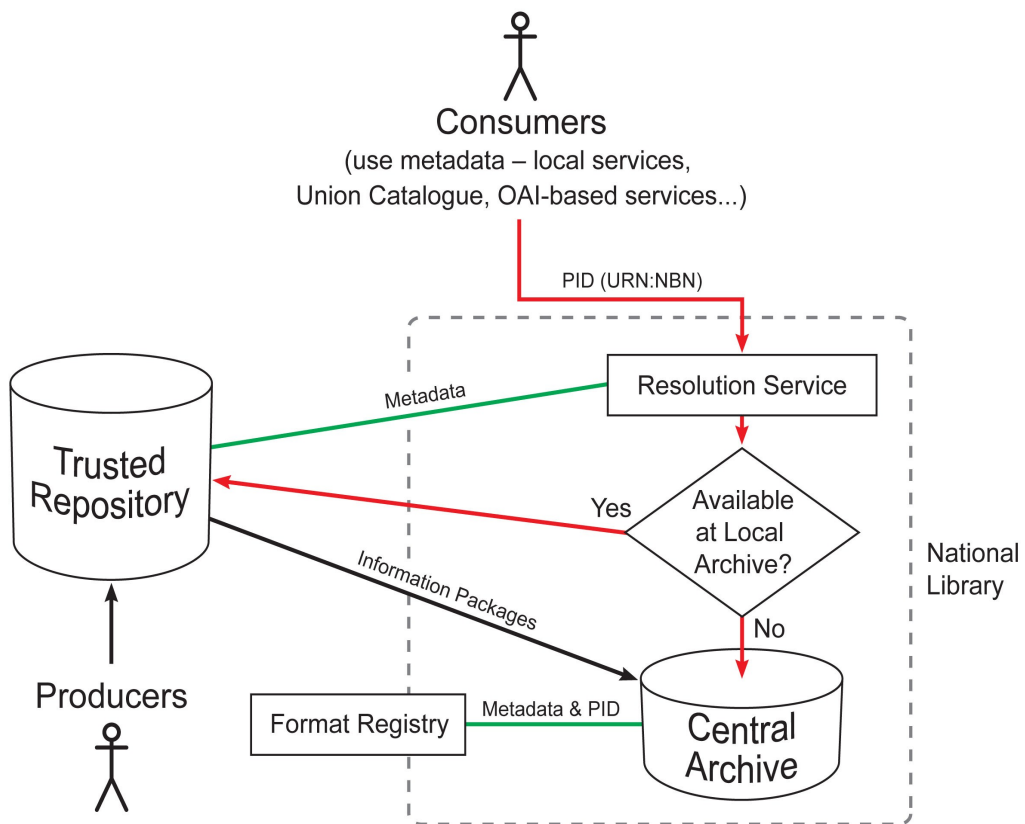 Consumers
(use metadata – local services,
Union Catalogue, OAI-based services...)
PID (URN:NBN)
Resolution Service
Metadata
Trusted
Repository
Yes
Available
at Local
Archive?
National
Library
Information Packages
No
Producers
Format Registry
Metadata & PID
Central
Archive